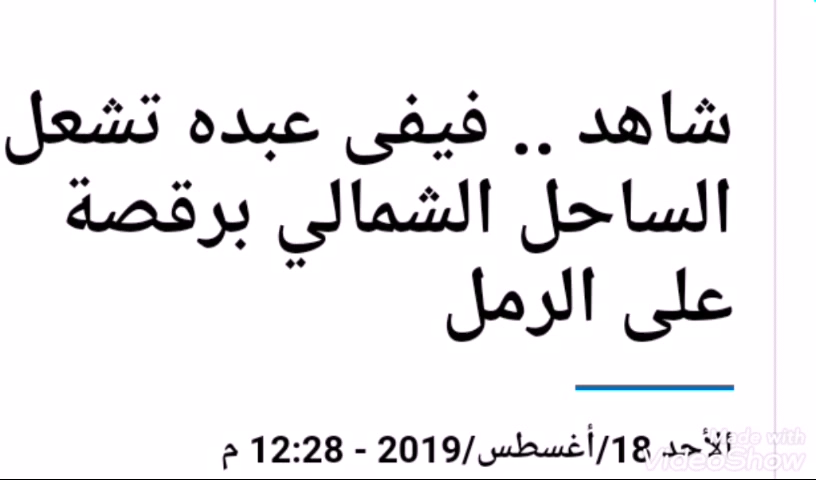 شاهد .. فيفى عبده تشعل
الساحل الشمالي برقصة
على الرمل
الأحد 18/أغسطس/2019 - 12:28 م
Made with
VideoShow